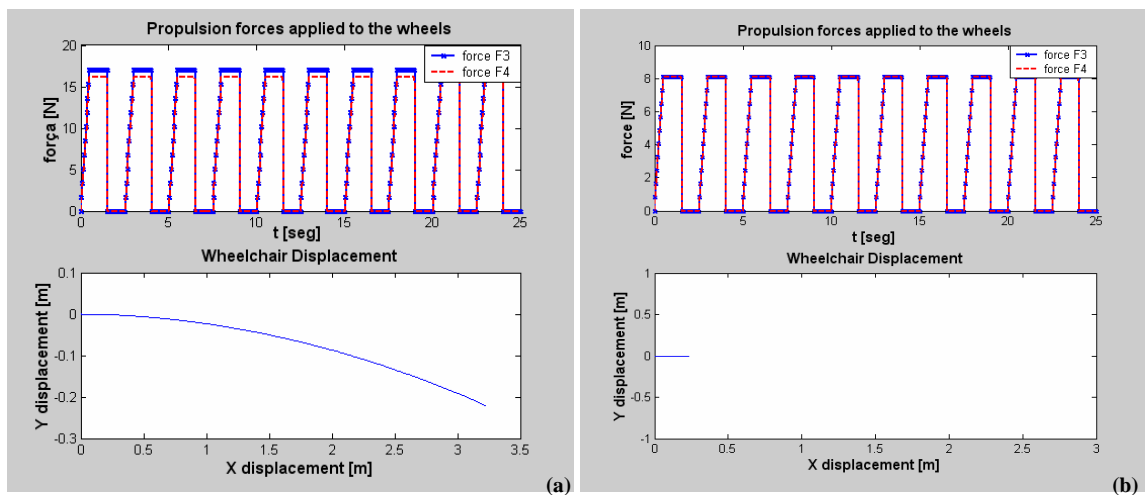 Propulsion forces applied to the wheels
20
15
10
5
0
força [N]
force F3
force F4
0 5 10 15 20 25
t [seg]
Wheelchair Displacement
0.1
0
-0.1
-0.2
-0.3
Y displacement [m]
0 0.5 1 1.5 2 2.5 3 3.5
X displacement [m]
(a)
Propulsion forces applied to the wheels
10
8
6
4
2
0
force [N]
force F3
force F4
0 5 10 15 20 25
t [seg]
Wheelchair Displacement
1
0.5
0
-0.5
-1
Y displacement [m]
0 0.5 1 1.5 2 2.5 3
X displacement [m]
(b)